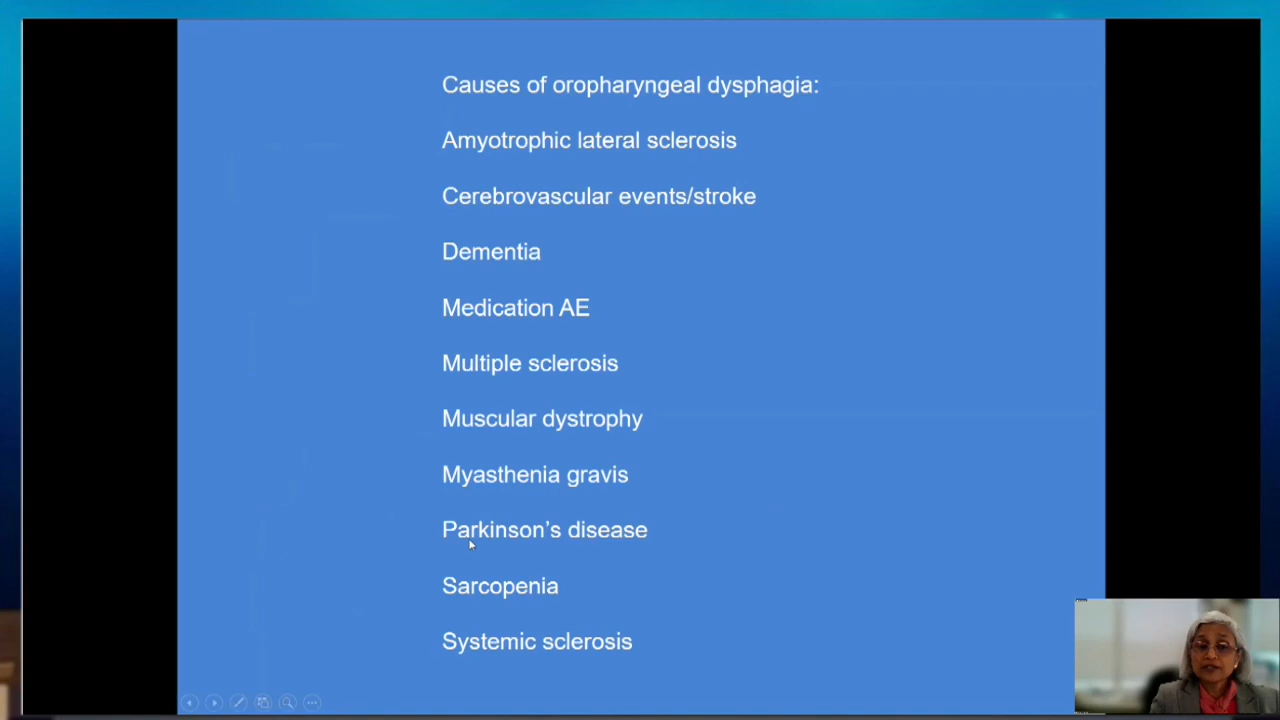 Causes of oropharyngeal dysphagia:
Amyotrophic lateral sclerosis
Cerebrovascular events/stroke
Dementia
Medication AE
Multiple sclerosis
Muscular dystrophy
Myasthenia gravis
Parkinson’s disease
Sarcopenia
Systemic sclerosis